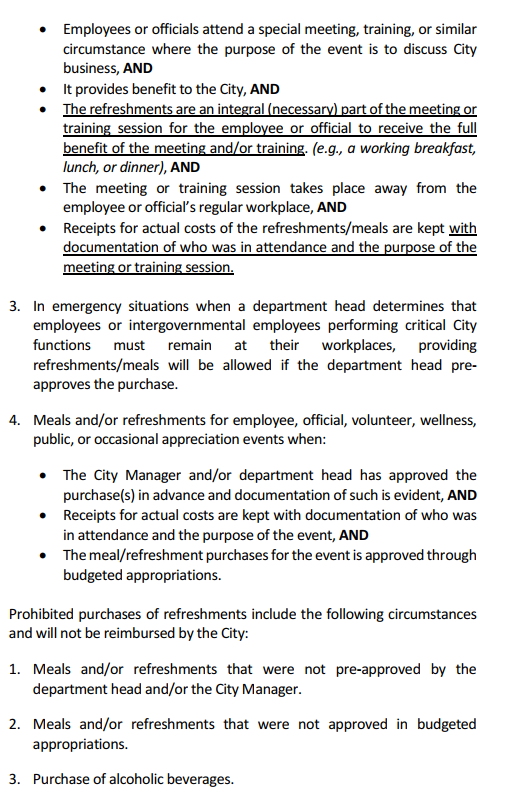 • Employees or officials attend a special meeting, training, or similar
circumstance where the purpose of the event is to discuss City
business, AND
• It provides benefit to the City, AND
• The refreshments are an integral (necessary) part of the meeting or
training session for the employee or official to receive the full
benefit of the meeting and/or training. (e.g., a working breakfast,
lunch, or dinner), AND
• The meeting or training session takes place away from the
employee or official's regular workplace, AND
• Receipts for actual costs of the refreshments/meals are kept with
documentation of who was in attendance and the purpose of the
meeting or training session.
3. In emergency situations when a department head determines that
employees or intergovernmental employees performing critical City
functions must remain at their workplaces, providing
refreshments/meals will be allowed if the department head pre-
approves the purchase.
4. Meals and/or refreshments for employee, official, volunteer, wellness,
public, or occasional appreciation events when:
• The City Manager and/or department head has approved the
purchase(s) in advance and documentation of such is evident, AND
• Receipts for actual costs are kept with documentation of who was
in attendance and the purpose of the event, AND
• The meal/refreshment purchases for the event is approved through
budgeted appropriations.
Prohibited purchases of refreshments include the following circumstances
and will not be reimbursed by the City:
1. Meals and/or refreshments that were not pre-approved by the
department head and/or the City Manager.
2. Meals and/or refreshments that were not approved in budgeted
appropriations.
3. Purchase of alcoholic beverages.